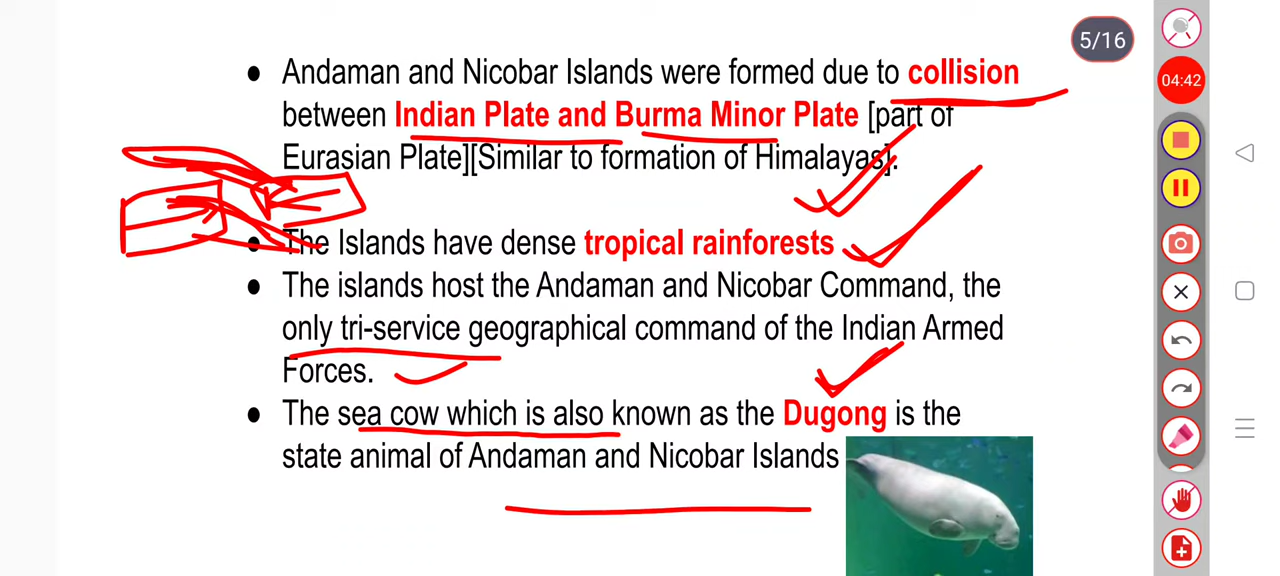 5/16
04:42
● Andaman and Nicobar Islands were formed due to collision
between Indian Plate and Burma Minor Plate [part of
Eurasian Plate][Similar to formation of Himalayas].
● The Islands have dense tropical rainforests
● The islands host the Andaman and Nicobar Command, the
only tri-service geographical command of the Indian Armed
Forces.
● The sea cow which is also known as the Dugong is the
state animal of Andaman and Nicobar Islands